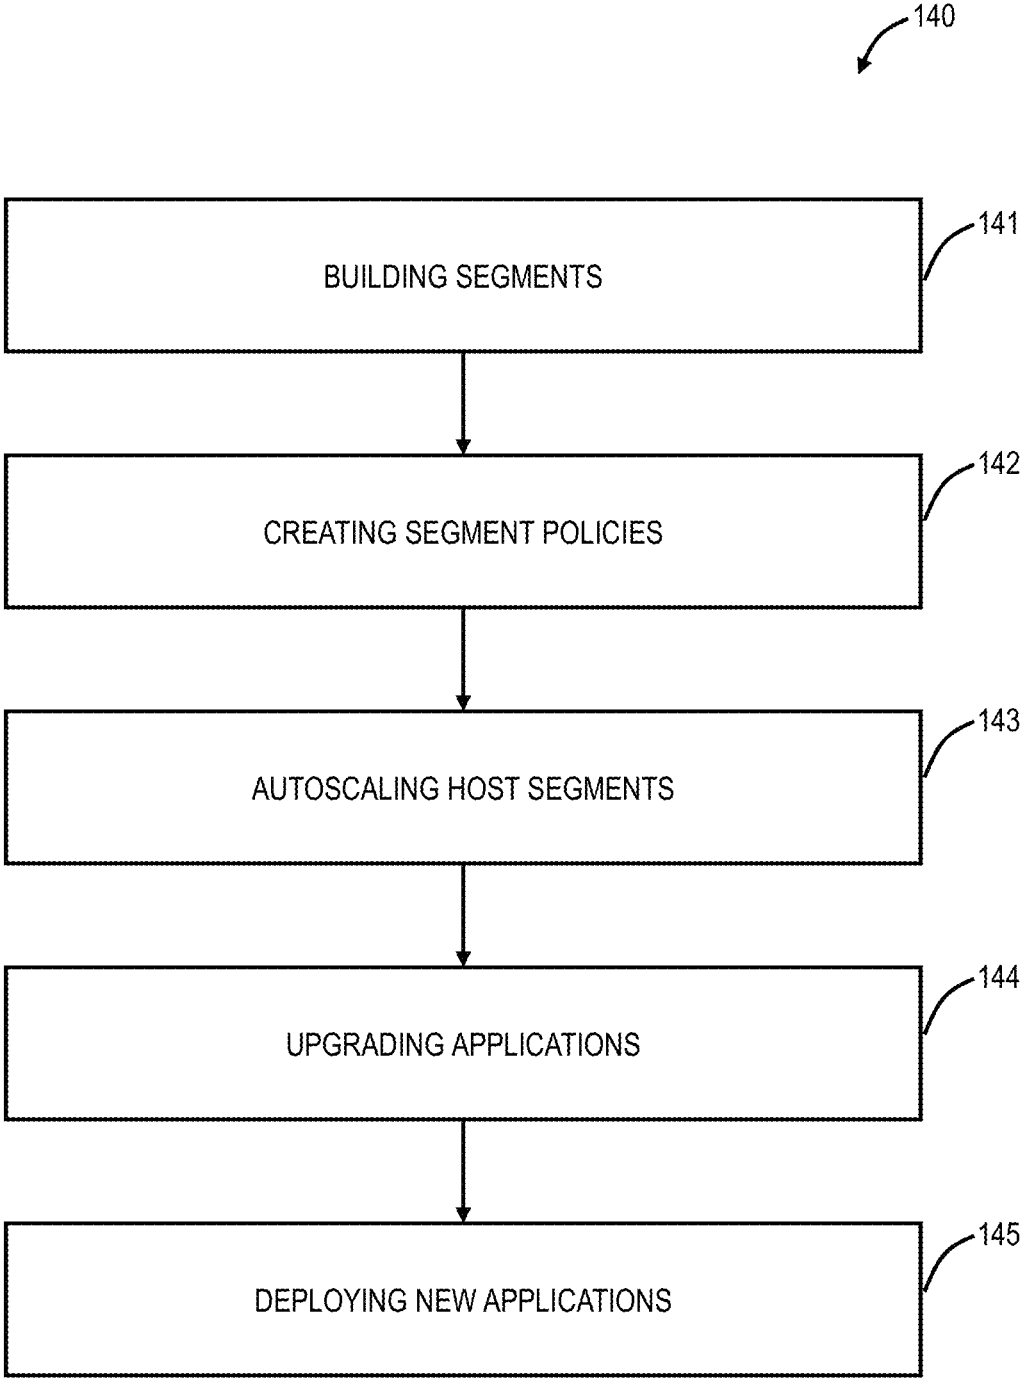 140
BUILDING SEGMENTS
141
CREATING SEGMENT POLICIES
142
AUTOSCALING HOST SEGMENTS
143
UPGRADING APPLICATIONS
144
DEPLOYING NEW APPLICATIONS
145